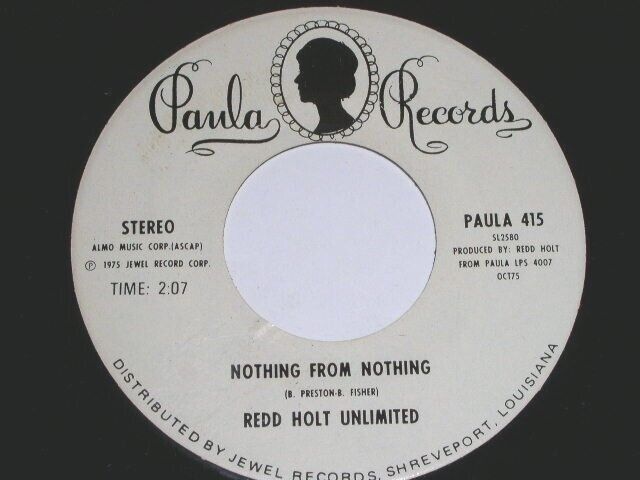 Paula Records
STEREO
ALMO MUSIC CORP.(ASCAP)
℗ 1975 JEWEL RECORD CORP.
TIME: 2:07
PAULA 415
SL2580
PRODUCED BY: REDD HOLT
FROM PAULA LPS 4007
OCT75
NOTHING FROM NOTHING
(B. PRESTON-B. FISHER)
REDD HOLT UNLIMITED
DISTRIBUTED BY JEWEL RECORDS, SHREVEPORT, LOUISIANA